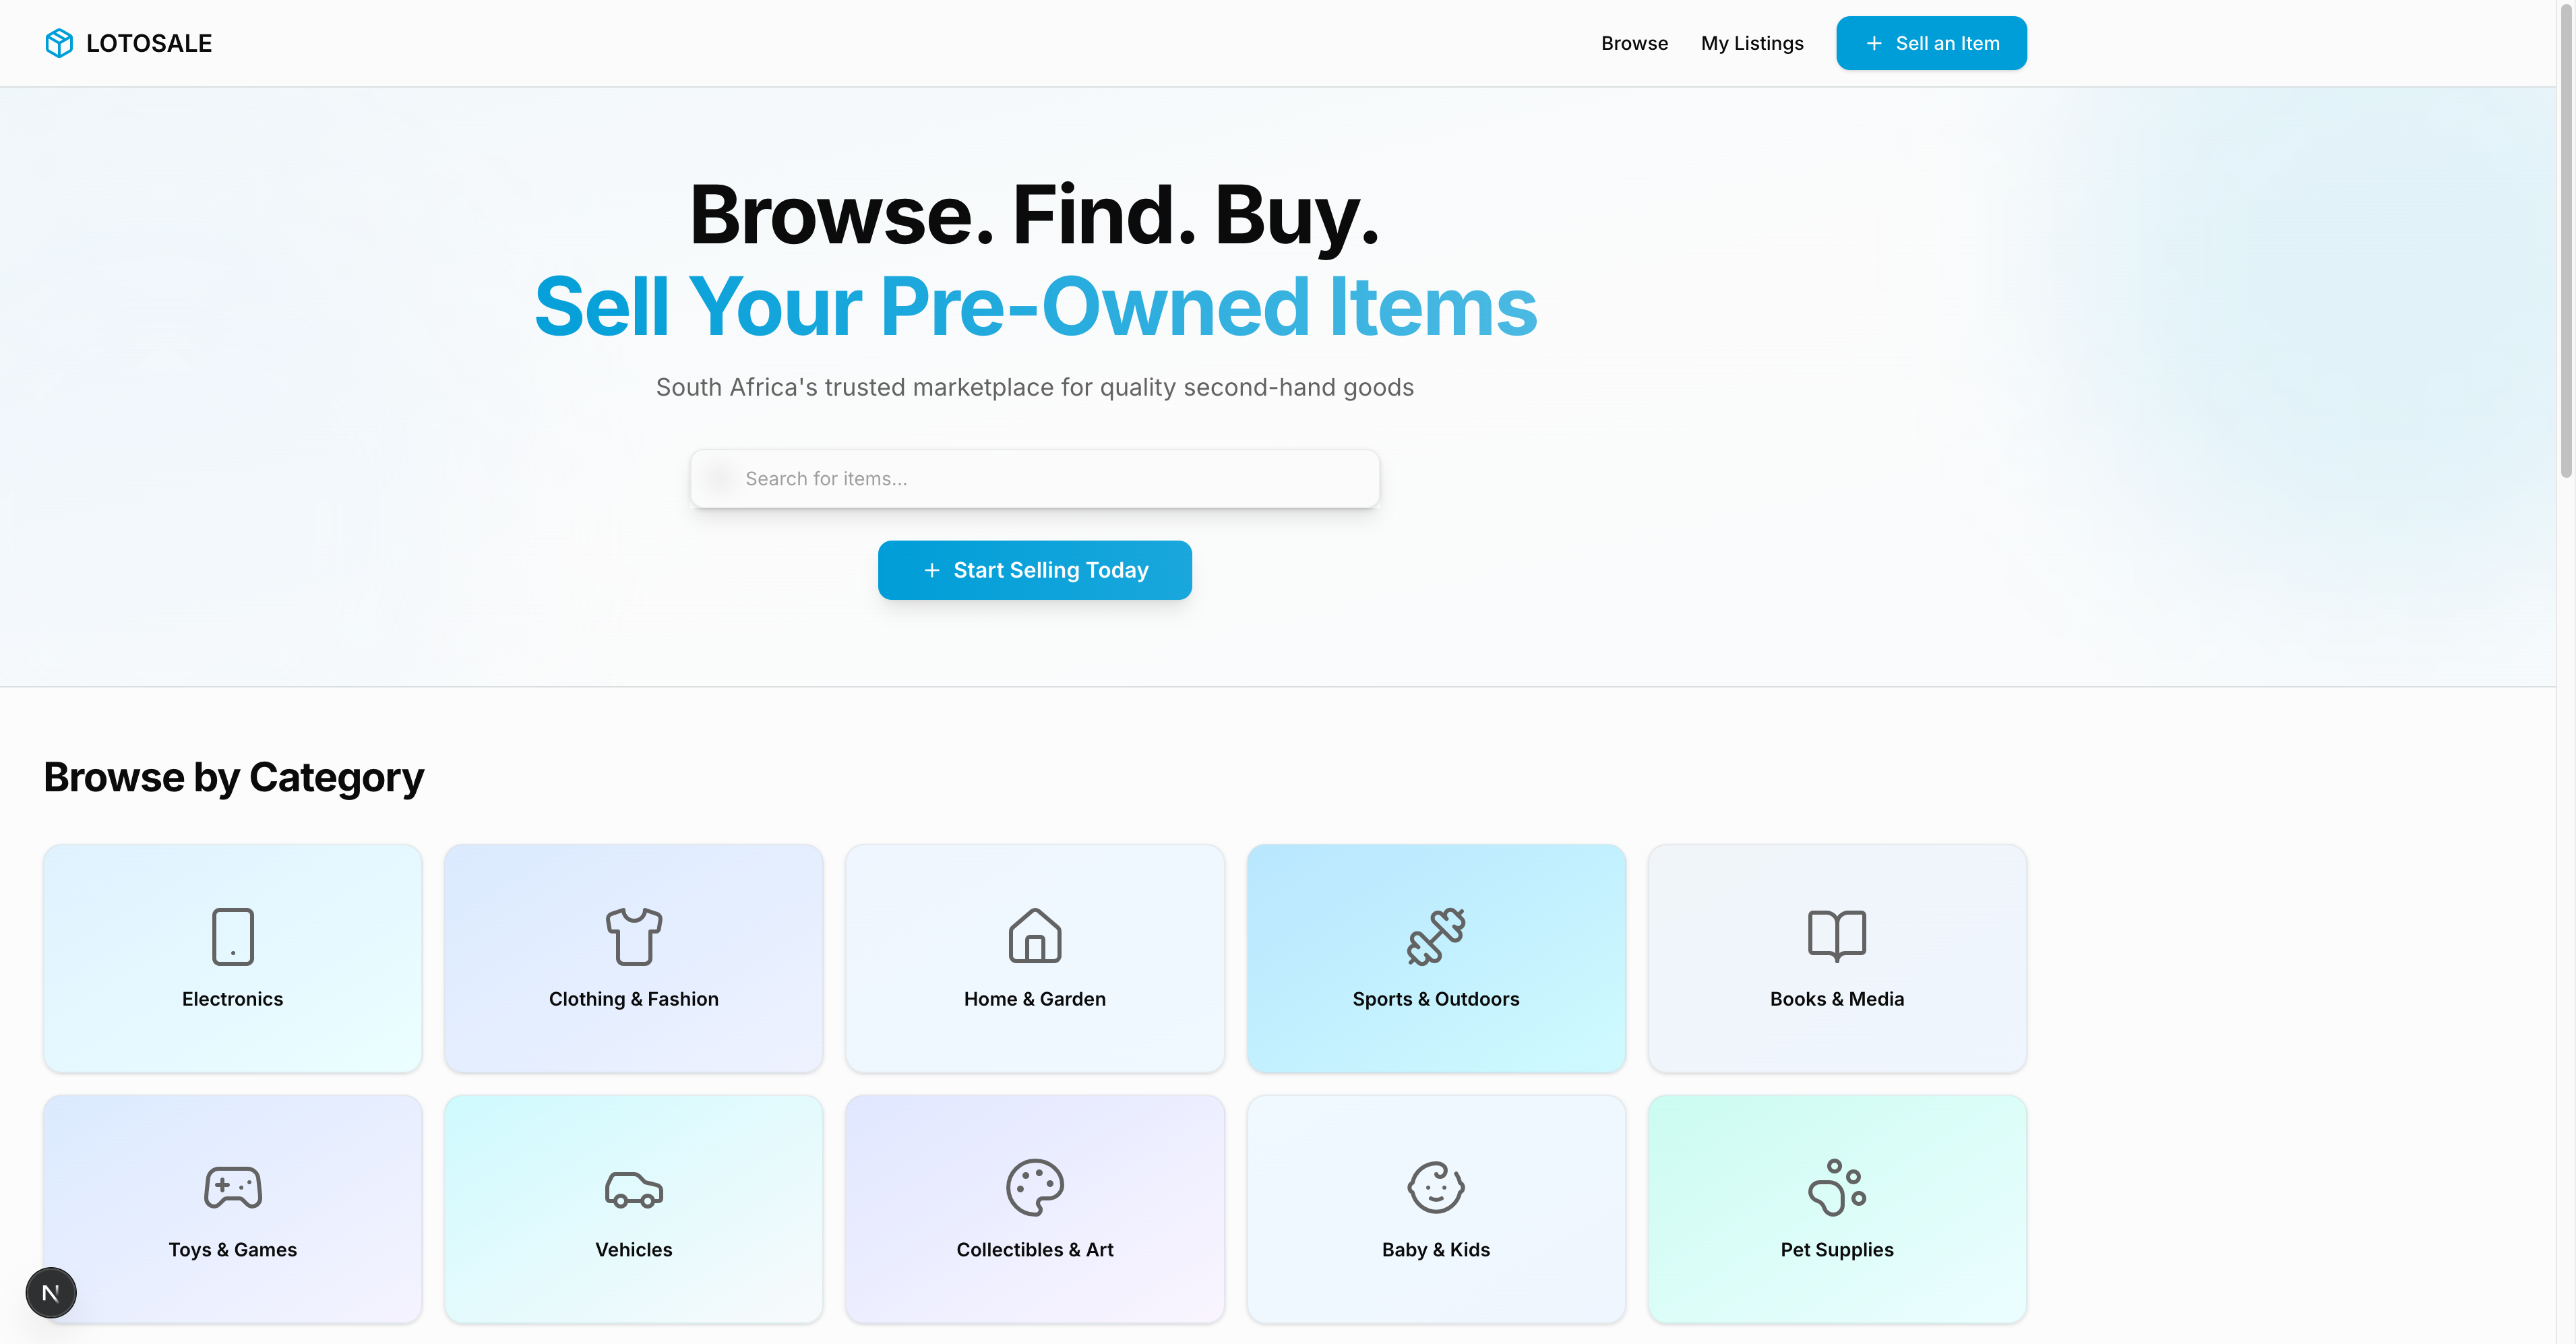 LOTOSALE
Browse
My Listings
+ Sell an Item
Browse. Find. Buy.
Sell Your Pre-Owned Items
South Africa's trusted marketplace for quality second-hand goods
Search for items...
+ Start Selling Today
Browse by Category
Electronics
Clothing & Fashion
Home & Garden
Sports & Outdoors
Books & Media
Toys & Games
Vehicles
Collectibles & Art
Baby & Kids
Pet Supplies
N